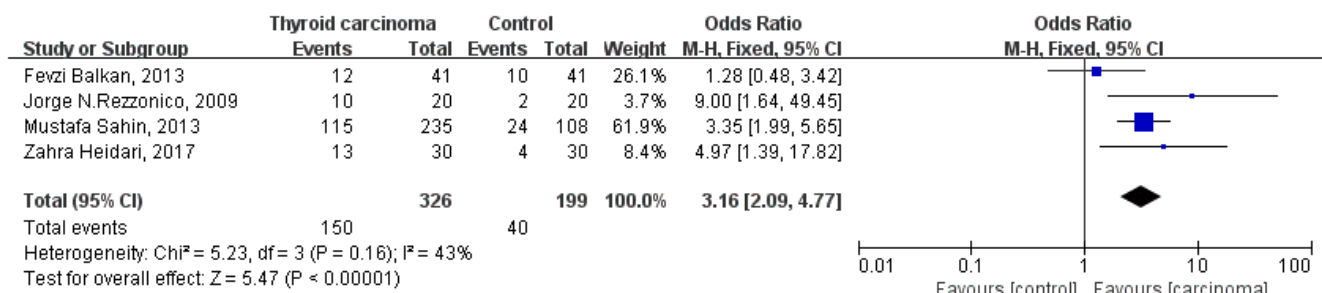 Thyroid carcinoma Control Odds Ratio Odds Ratio
Study or Subgroup Events Total Events Total Weight M-H, Fixed, 95% CI M-H, Fixed, 95% CI
Fevzi Balkan, 2013 12 41 10 41 26.1% 1.28 [0.48, 3.42]
Jorge N.Rezzonico, 2009 10 20 2 20 3.7% 9.00 [1.64, 49.45]
Mustafa Sahin, 2013 115 235 24 108 61.9% 3.35 [1.99, 5.65]
Zahra Heidari, 2017 13 30 4 30 8.4% 4.97 [1.39, 17.82]
Total (95% CI) 326 199 100.0% 3.16 [2.09, 4.77]
Total events 150 40
Heterogeneity: Chi² = 5.23, df = 3 (P = 0.16); I² = 43%
Test for overall effect: Z = 5.47 (P < 0.00001)
0.01 0.1 1 10 100
Favours [control] Favours [carcinoma]